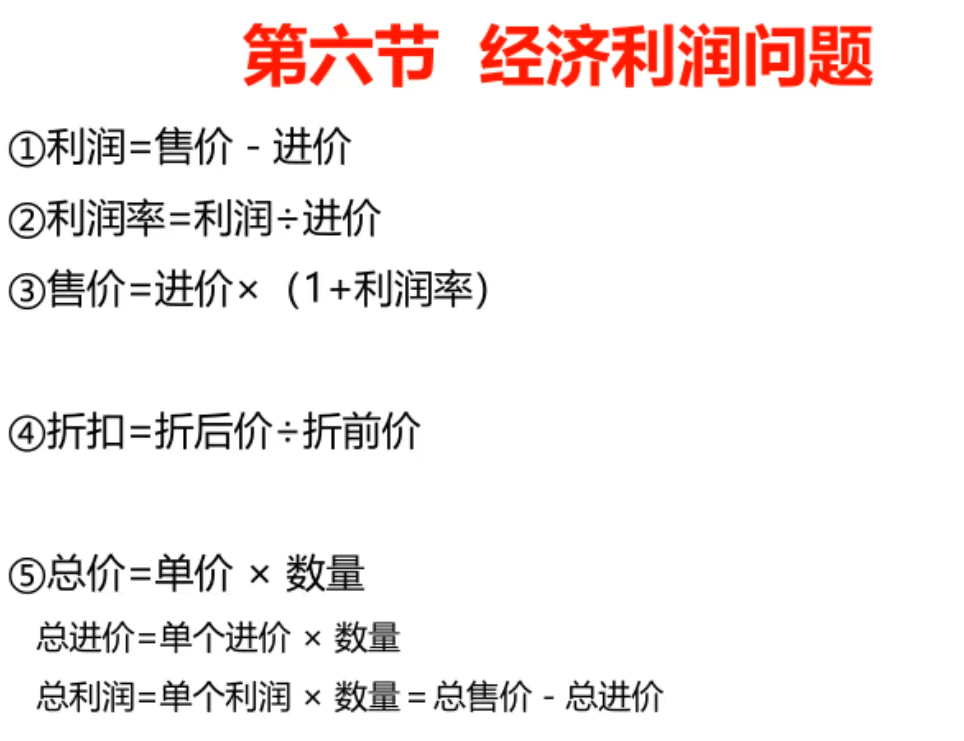 第六节 经济利润问题
①利润=售价 - 进价
②利润率=利润÷进价
③售价=进价×（1+利润率）
④折扣=折后价÷折前价
⑤总价=单价 × 数量
总进价=单个进价 × 数量
总利润=单个利润 × 数量 = 总售价 - 总进价